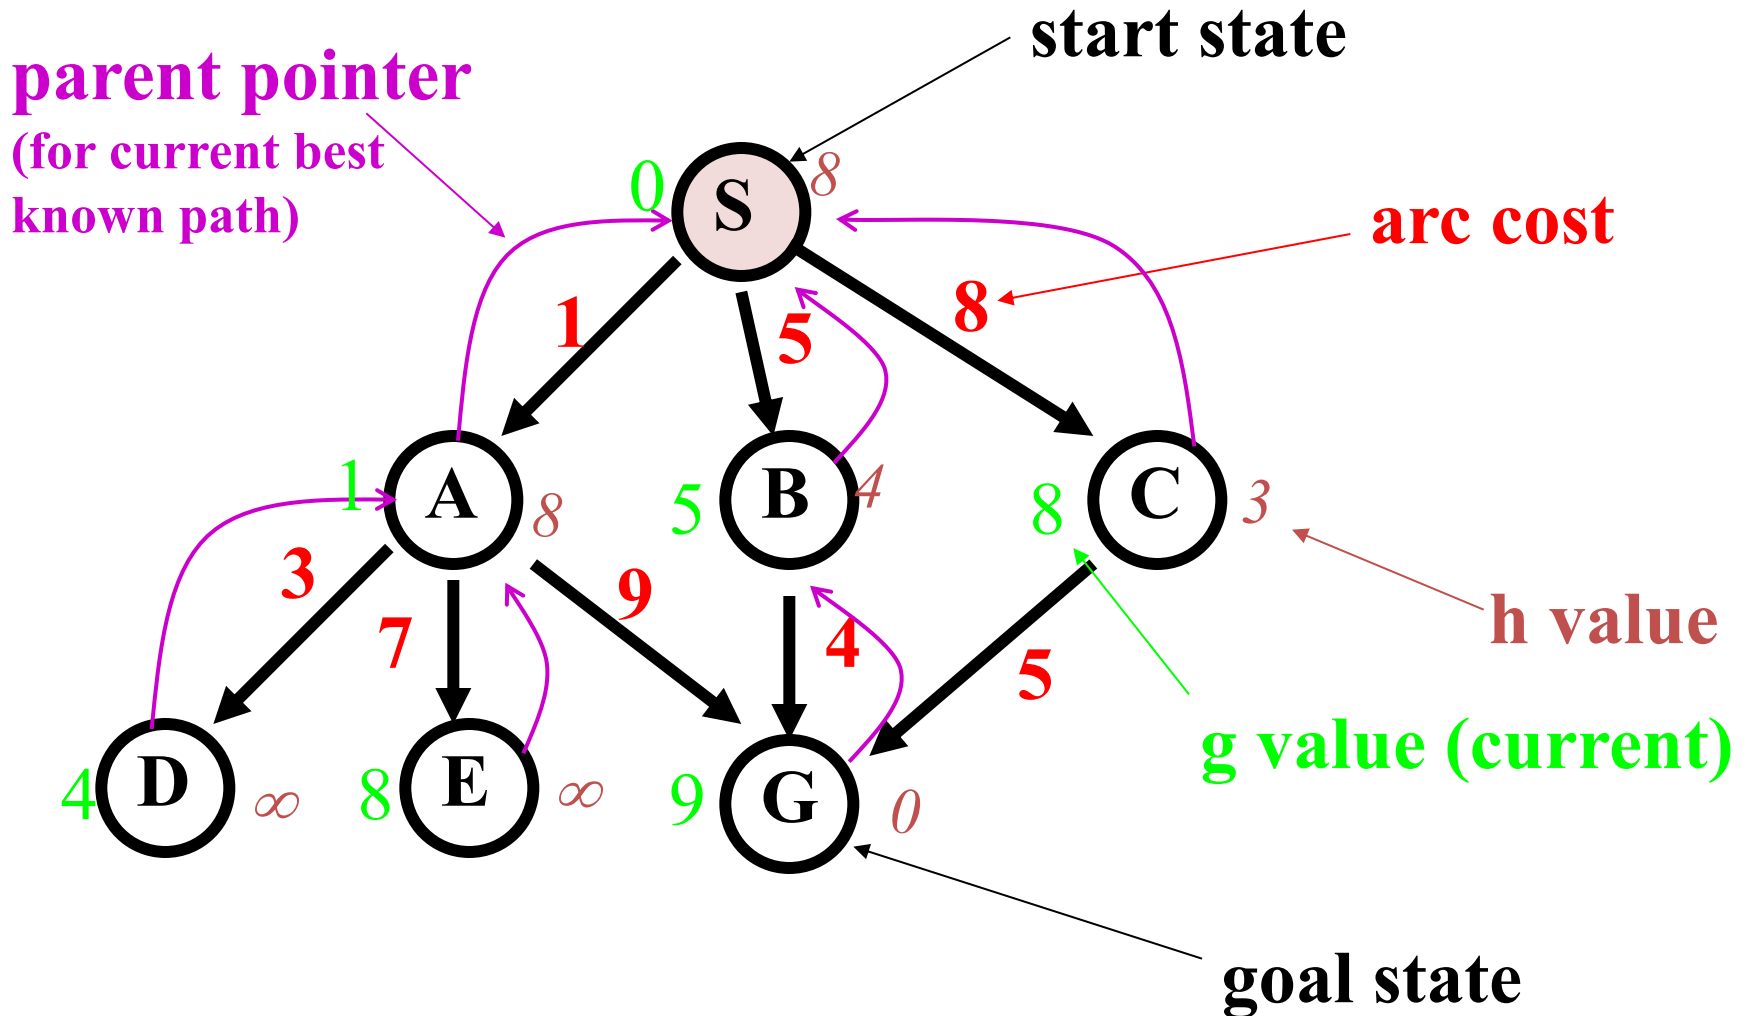 start state
parent pointer
(for current best
known path)
0 S 8
arc cost
1 5 8
1 A 8 5 B 4 8 C 3
3 7 9 4 5
h value
g value (current)
4 D ∞ 8 E ∞ 9 G 0
goal state